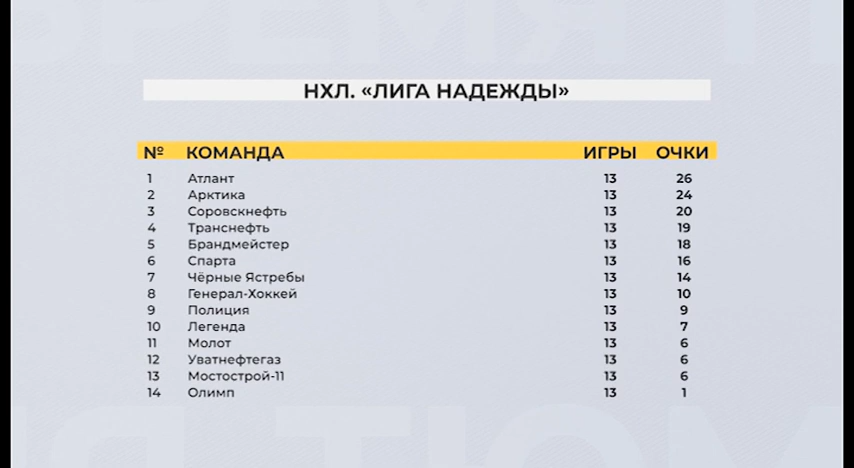 НХЛ. «ЛИГА НАДЕЖДЫ»
№ КОМАНДА ИГРЫ ОЧКИ
1 Атлант 13 26
2 Арктика 13 24
3 Соровскнефть 13 20
4 Транснефть 13 19
5 Брандмейстер 13 18
6 Спарта 13 16
7 Чёрные Ястребы 13 14
8 Генерал-Хоккей 13 10
9 Полиция 13 9
10 Легенда 13 7
11 Молот 13 6
12 Уватнефтегаз 13 6
13 Мостострой-11 13 6
14 Олимп 13 1